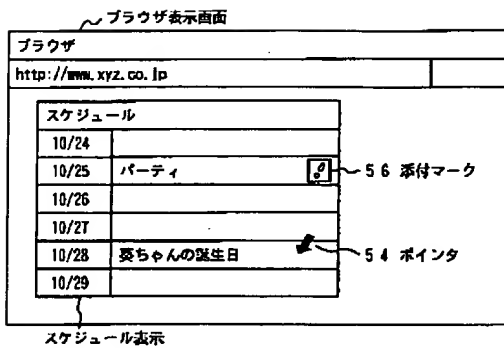 ブラウザ表示画面
ブラウザ
http://www.xyz.co.jp
スケジュール
10/24
10/25 パーティ 56 添付マーク
10/26
10/27
10/28 葵ちゃんの誕生日 54 ポインタ
10/29
スケジュール表示